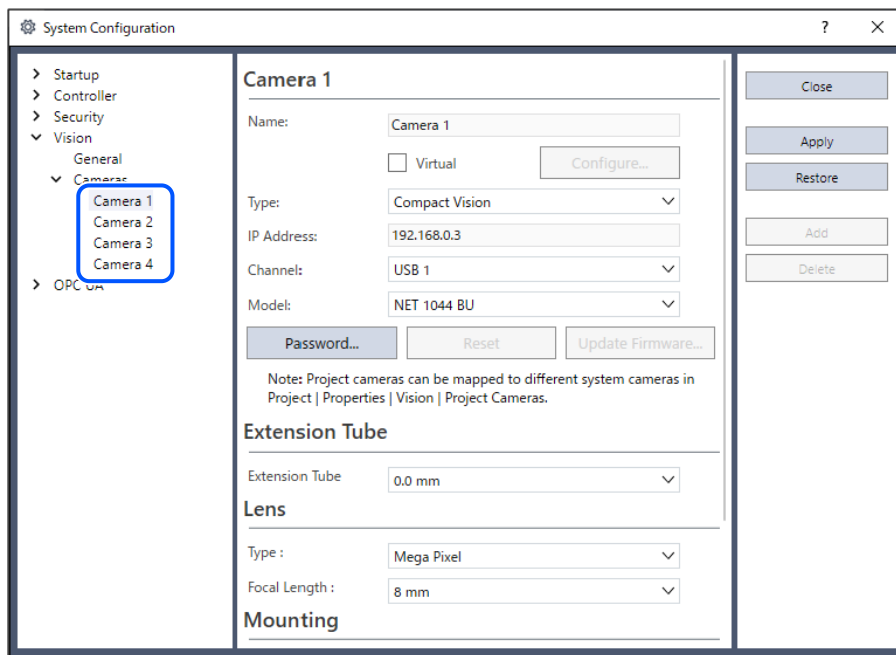 System Configuration
?
Startup
Controller
Security
Vision
General
Cameras
Camera 1
Camera 2
Camera 3
Camera 4
OPC UA
Camera 1
Name:
Camera 1
Virtual
Configure...
Type:
Compact Vision
IP Address:
192.168.0.3
Channel:
USB 1
Model:
NET 1044 BU
Password...
Reset
Update Firmware...
Note: Project cameras can be mapped to different system cameras in
Project | Properties | Vision | Project Cameras.
Extension Tube
Extension Tube
0.0 mm
Lens
Type :
Mega Pixel
Focal Length :
8 mm
Mounting
Close
Apply
Restore
Add
Delete